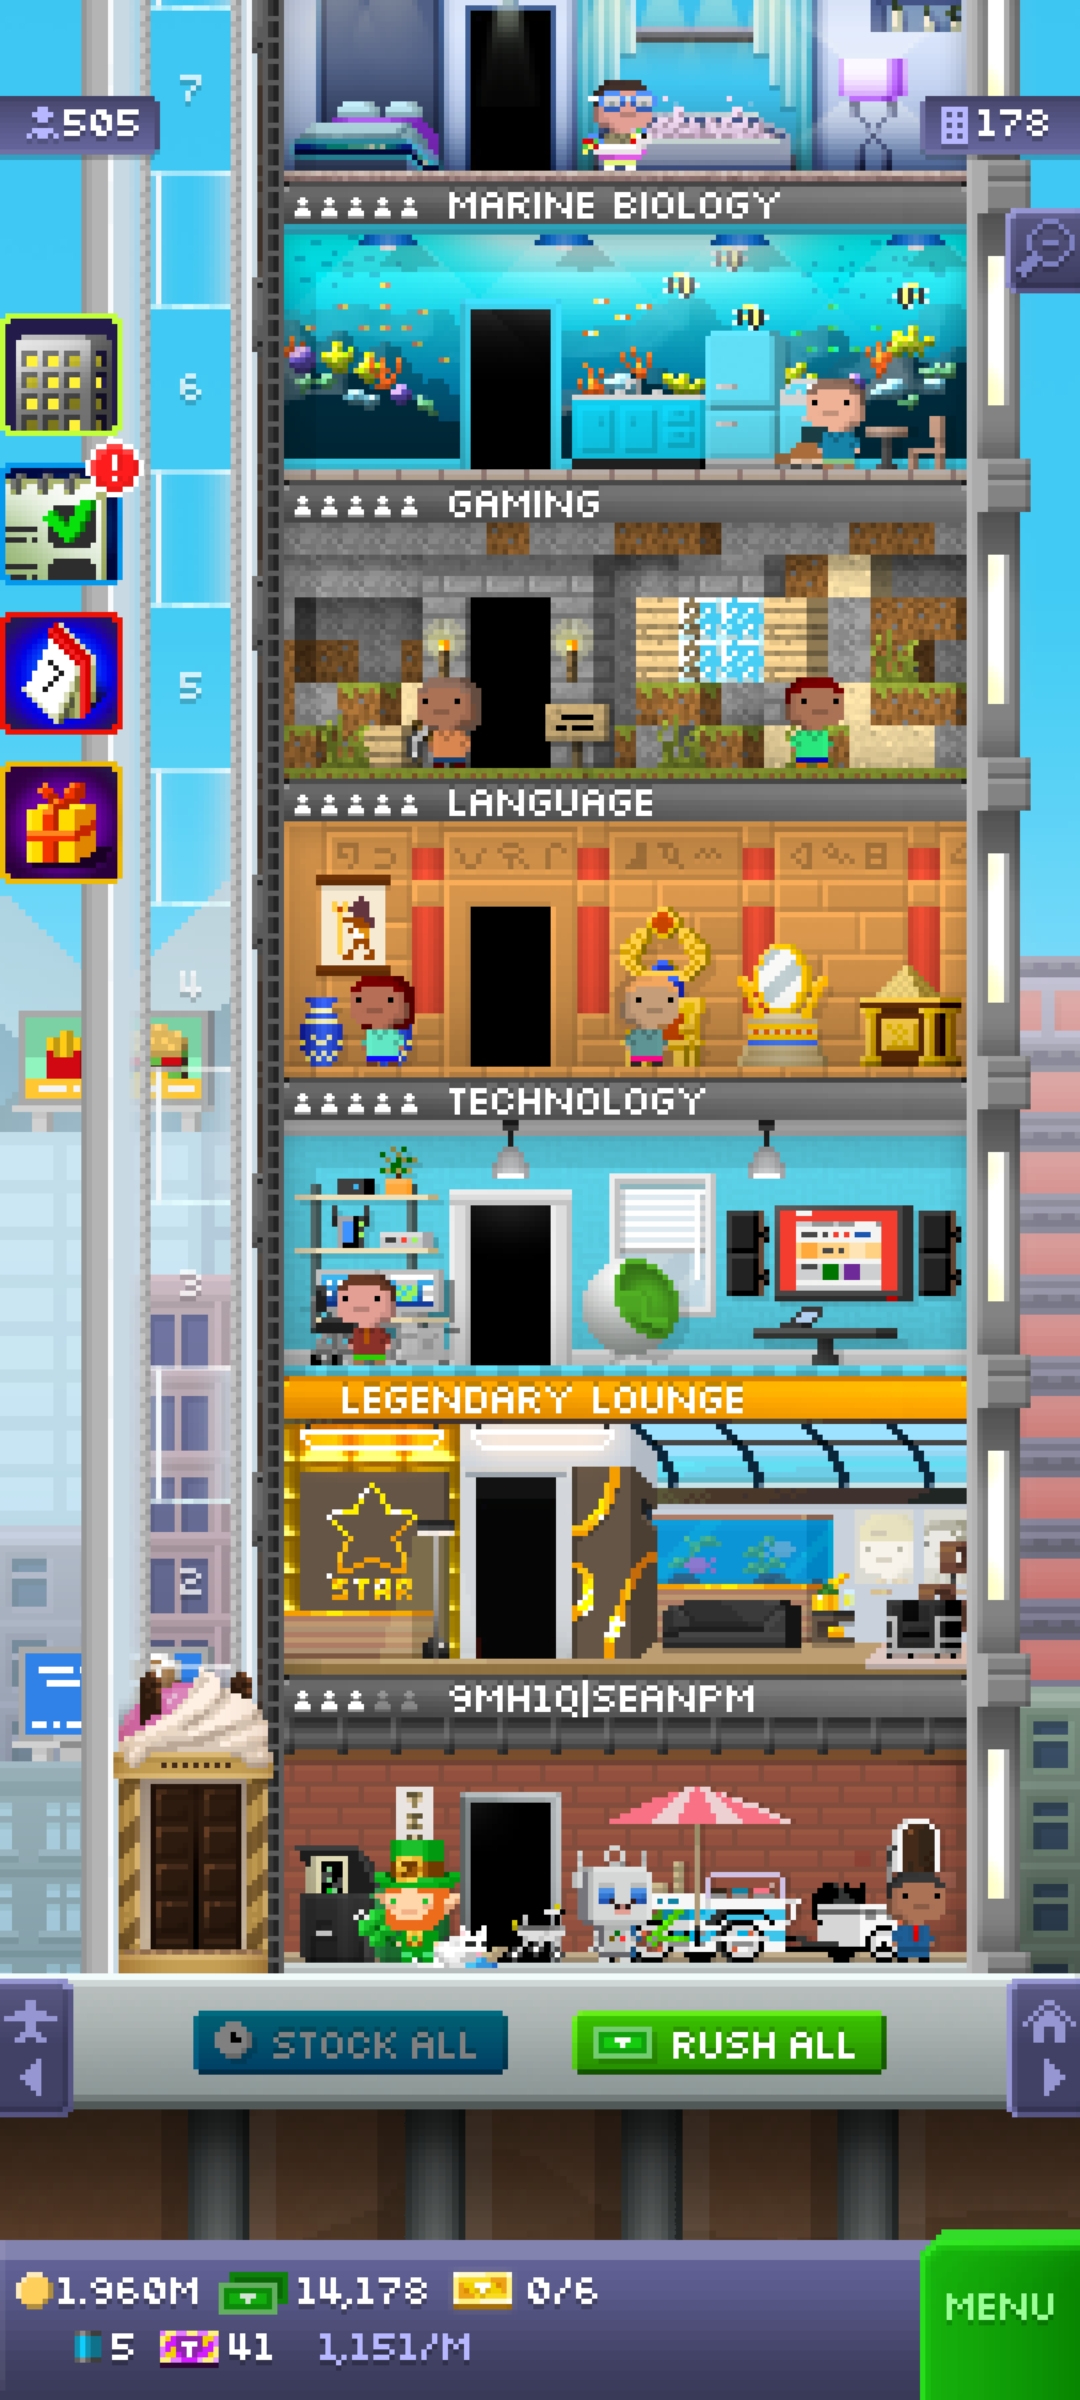 7
505
178
MARINE BIOLOGY
6
GAMING
5
LANGUAGE
4
TECHNOLOGY
3
LEGENDARY LOUNGE
STAR
2
9MH1Q|SEANPM
STOCK ALL
RUSH ALL
1.960M
14,178
0/6
MENU
5
41
1,151/M